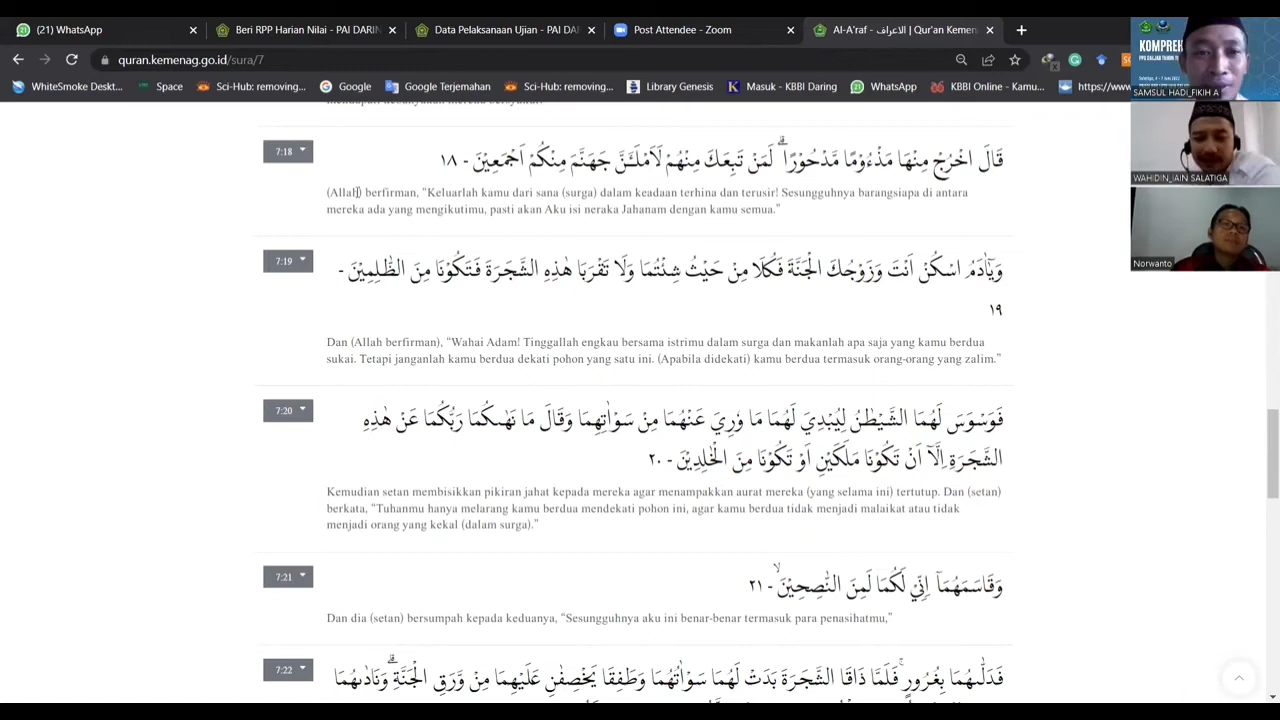 (21) WhatsApp
Beri RPP Harian Nilai - PAI DARIN
Data Pelaksanaan Ujian - PAI DAR
Post Attendee - Zoom
Al-A'raf - الاعراف | Qur'an Kemen
quran.kemenag.go.id/sura/7
WhiteSmoke Deskt...
Space
Sci-Hub: removing...
Google
Google Terjemah
Sci-Hub: removing...
Library Genesis
Masuk - KBBI Daring
WhatsApp
KBBI Online - Kamu...
https://www
KOMPREH
SAMSUL HADI_FIKIH A
WAHIDIN_IAIN SALATIGA
Norwanto
7:18
قَالَ اخْرُجْ مِنْهَا مَذْءُوْمًا مَّدْحُوْرًا ۗ لَمَنْ تَبِعَكَ مِنْهُمْ لَاَمْلَـَٔنَّ جَهَنَّمَ مِنْكُمْ اَجْمَعِيْنَ - ١٨
(Allah) berfirman, “Keluarlah kamu dari sana (surga) dalam keadaan terhina dan terusir! Sesungguhnya barangsiapa di antara
mereka ada yang mengikutimu, pasti akan Aku isi neraka Jahanam dengan kamu semua.”
7:19
وَيٰٓاٰدَمُ اسْكُنْ اَنْتَ وَزَوْجُكَ الْجَنَّةَ فَكُلَا مِنْ حَيْثُ شِئْتُمَا وَلَا تَقْرَبَا هٰذِهِ الشَّجَرَةَ فَتَكُوْنَا مِنَ الظّٰلِمِيْنَ -
١٩
Dan (Allah berfirman), “Wahai Adam! Tinggallah engkau bersama istrimu dalam surga dan makanlah apa saja yang kamu berdua
sukai. Tetapi janganlah kamu berdua dekati pohon yang satu ini. (Apabila didekati) kamu berdua termasuk orang-orang yang zalim.”
7:20
فَوَسْوَسَ لَهُمَا الشَّيْطٰنُ لِيُبْدِيَ لَهُمَا مَا وٗرِيَ عَنْهُمَا مِنْ سَوْاٰتِهِمَا وَقَالَ مَا نَهٰىكُمَا رَبُّكُمَا عَنْ هٰذِهِ
الشَّجَرَةِ اِلَّآ اَنْ تَكُوْنَا مَلَكَيْنِ اَوْ تَكُوْنَا مِنَ الْخٰلِدِيْنَ - ٢٠
Kemudian setan membisikkan pikiran jahat kepada mereka agar menampakkan aurat mereka (yang selama ini) tertutup. Dan (setan)
berkata, “Tuhanmu hanya melarang kamu berdua mendekati pohon ini, agar kamu berdua tidak menjadi malaikat atau tidak
menjadi orang yang kekal (dalam surga).”
7:21
وَقَاسَمَهُمَآ اِنِّيْ لَكُمَا لَمِنَ النّٰصِحِيْنَۙ - ٢١
Dan dia (setan) bersumpah kepada keduanya, “Sesungguhnya aku ini benar-benar termasuk para penasihatmu,”
7:22
فَدَلّٰىهُمَا بِغُرُوْرٍۚ فَلَمَّا ذَاقَا الشَّجَرَةَ بَدَتْ لَهُمَا سَوْاٰتُهُمَا وَطَفِقَا يَخْصِفٰنِ عَلَيْهِمَا مِنْ وَّرَقِ الْجَنَّةِۗ وَنَادٰىهُمَا